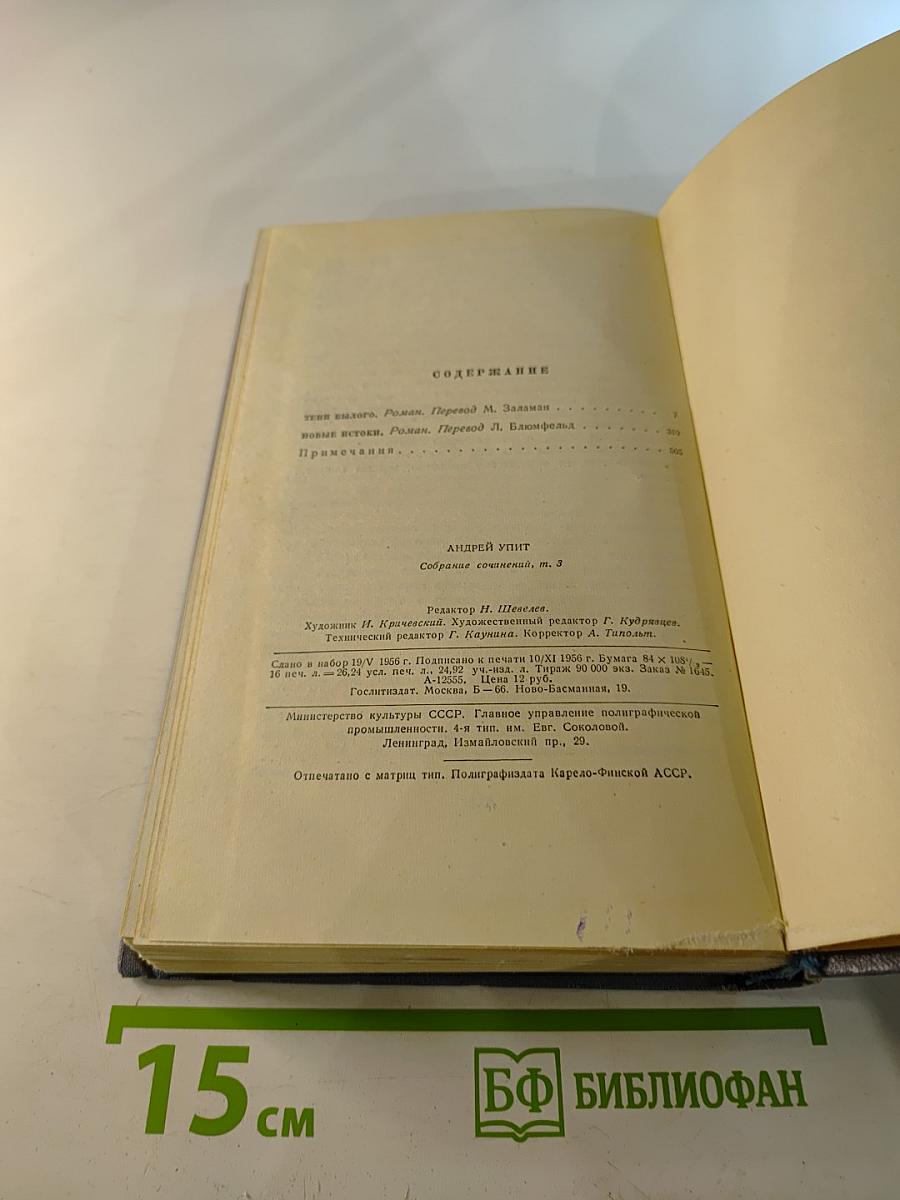 СОДЕРЖАНИЕ
ТЕНИ БЫЛОГО. Роман. Перевод М. Заламан . . . . . . . . . 7
НОВЫЕ ИСТОКИ. Роман. Перевод Л. Блюмфельд . . . . . . .
Примечания . . . . . . . . . . . . . . . . . . . . . . 505
АНДРЕЙ УПИТ
Собрание сочинений, т. 3
Редактор Н. Шевелев.
Художник И. Кричевский. Художественный редактор Г. Кудрявцев.
Технический редактор Г. Каунина. Корректор А. Типольт.
Сдано в набор 19/V 1956 г. Подписано к печати 10/XI 1956 г. Бумага 84 × 108¹/₃₂—
16 печ. л. = 26,24 усл. печ. л., 24,92 уч.-изд. л. Тираж 90 000 экз. Заказ № 1645.
А-12555. Цена 12 руб.
Гослитиздат. Москва, Б — 66. Ново-Басманная, 19.
Министерство культуры СССР. Главное управление полиграфической
промышленности. 4-я тип. им. Евг. Соколовой.
Ленинград, Измайловский пр., 29.
Отпечатано с матриц тип. Полиграфиздата Карело-Финской АССР.
15 см
БФ БИБЛИОФАН